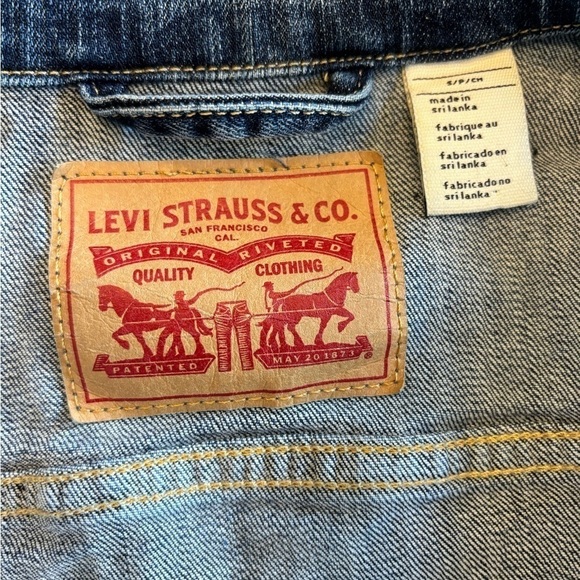 LEVI STRAUSS & CO.
SAN FRANCISCO
CAL.
ORIGINAL RIVETED
QUALITY CLOTHING
PATENTED MAY 20 1873 ®
S/P/CH
made in
sri lanka
fabrique au
sri lanka
fabricado en
sri lanka
fabricado no
sri lanka